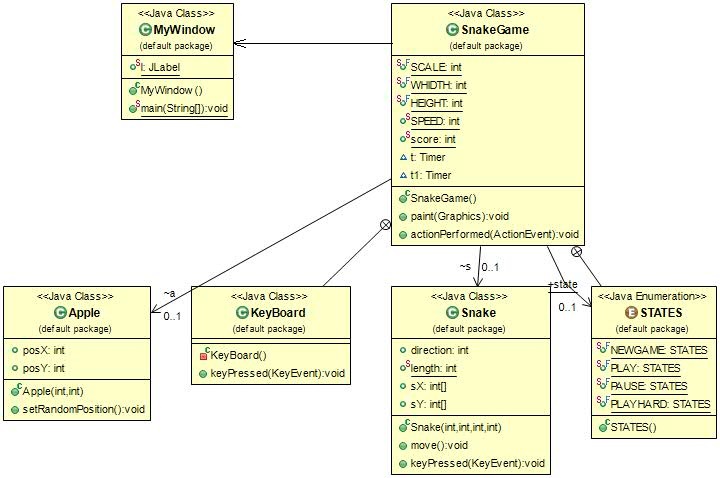 <<Java Class>>
MyWindow
(default package)
l: JLabel
MyWindow ()
main(String[]):void
<<Java Class>>
SnakeGame
(default package)
SCALE: int
WHIDTH: int
HEIGHT: int
SPEED: int
score: int
t: Timer
t1: Timer
SnakeGame()
paint(Graphics):void
actionPerformed(ActionEvent):void
~a
0..1
~s
0..1
+state
0..1
<<Java Class>>
Apple
(default package)
posX: int
posY: int
Apple(int,int)
setRandomPosition():void
<<Java Class>>
KeyBoard
(default package)
KeyBoard()
keyPressed(KeyEvent):void
<<Java Class>>
Snake
(default package)
direction: int
length: int
sX: int[]
sY: int[]
Snake(int,int,int,int)
move():void
keyPressed(KeyEvent):void
<<Java Enumeration>>
STATES
(default package)
NEWGAME: STATES
PLAY: STATES
PAUSE: STATES
PLAYHARD: STATES
STATES()